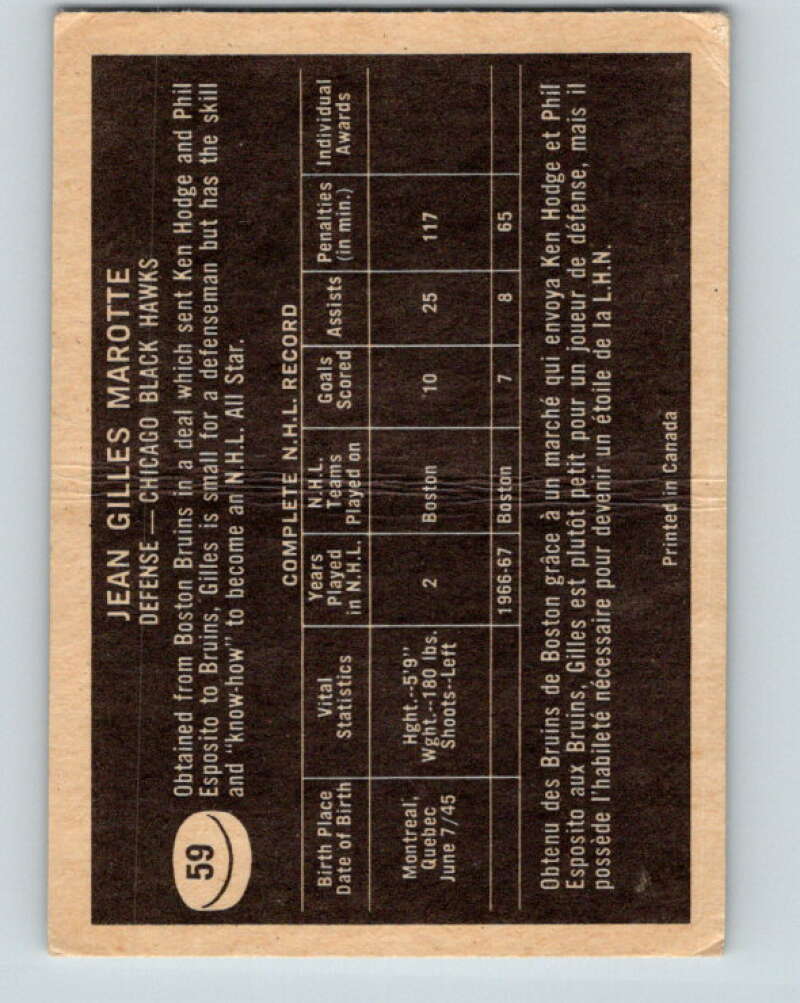 JEAN GILLES MAROTTE
DEFENSE — CHICAGO BLACK HAWKS
59
Obtained from Boston Bruins in a deal which sent Ken Hodge and Phil
Esposito to Bruins, Gilles is small for a defenseman but has the skill
and "know-how" to become an N.H.L. All Star.
COMPLETE N.H.L. RECORD
Birth Place Date of Birth | Vital Statistics | Years Played in N.H.L. | N.H.L. Teams Played on | Goals Scored | Assists | Penalties (in min.) | Individual Awards
Montreal, Quebec June 7/45 | Hght.--5'9" Wght.--180 lbs. Shoots--Left | 2 | Boston | 10 | 25 | 117
1966-67 | Boston | 7 | 8 | 65
Obtenu des Bruins de Boston grâce à un marché qui envoya Ken Hodge et Phil
Esposito aux Bruins, Gilles est plutôt petit pour un joueur de défense, mais il
possède l'habileté nécessaire pour devenir un étoile de la L.H.N.
Printed in Canada